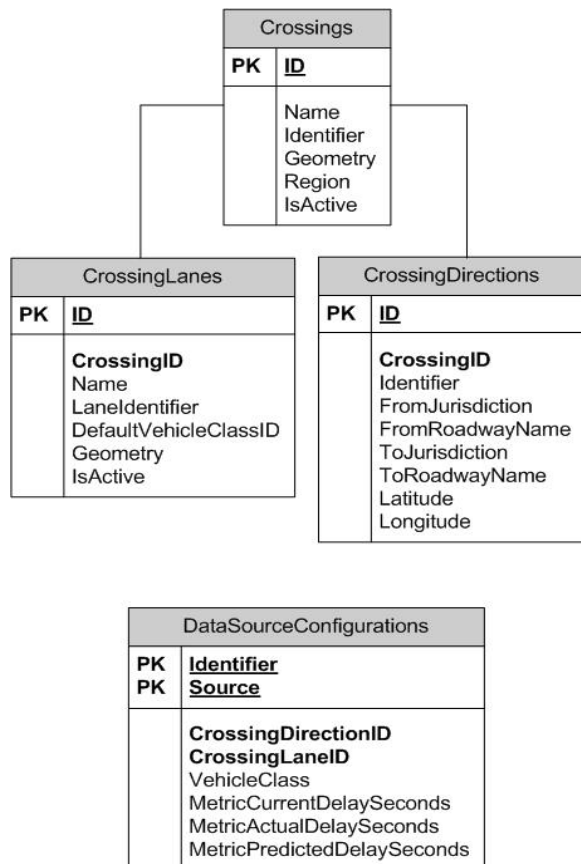 Crossings
PK ID
Name
Identifier
Geometry
Region
IsActive
CrossingLanes
PK ID
CrossingID
Name
LaneIdentifier
DefaultVehicleClassID
Geometry
IsActive
CrossingDirections
PK ID
CrossingID
Identifier
FromJurisdiction
FromRoadwayName
ToJurisdiction
ToRoadwayName
Latitude
Longitude
DataSourceConfigurations
PK Identifier
PK Source
CrossingDirectionID
CrossingLaneID
VehicleClass
MetricCurrentDelaySeconds
MetricActualDelaySeconds
MetricPredictedDelaySeconds